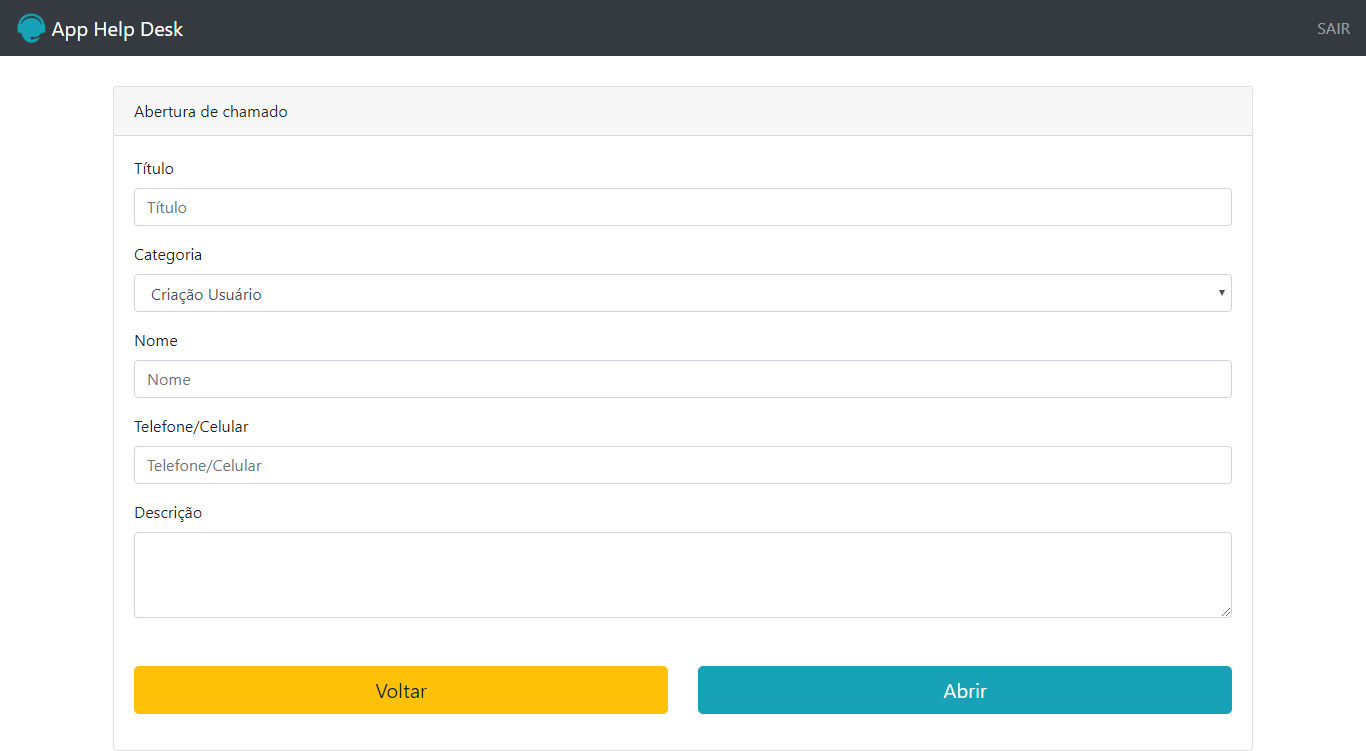 App Help Desk
SAIR
Abertura de chamado
Título
Título
Categoria
Criação Usuário
Nome
Nome
Telefone/Celular
Telefone/Celular
Descrição
Voltar
Abrir